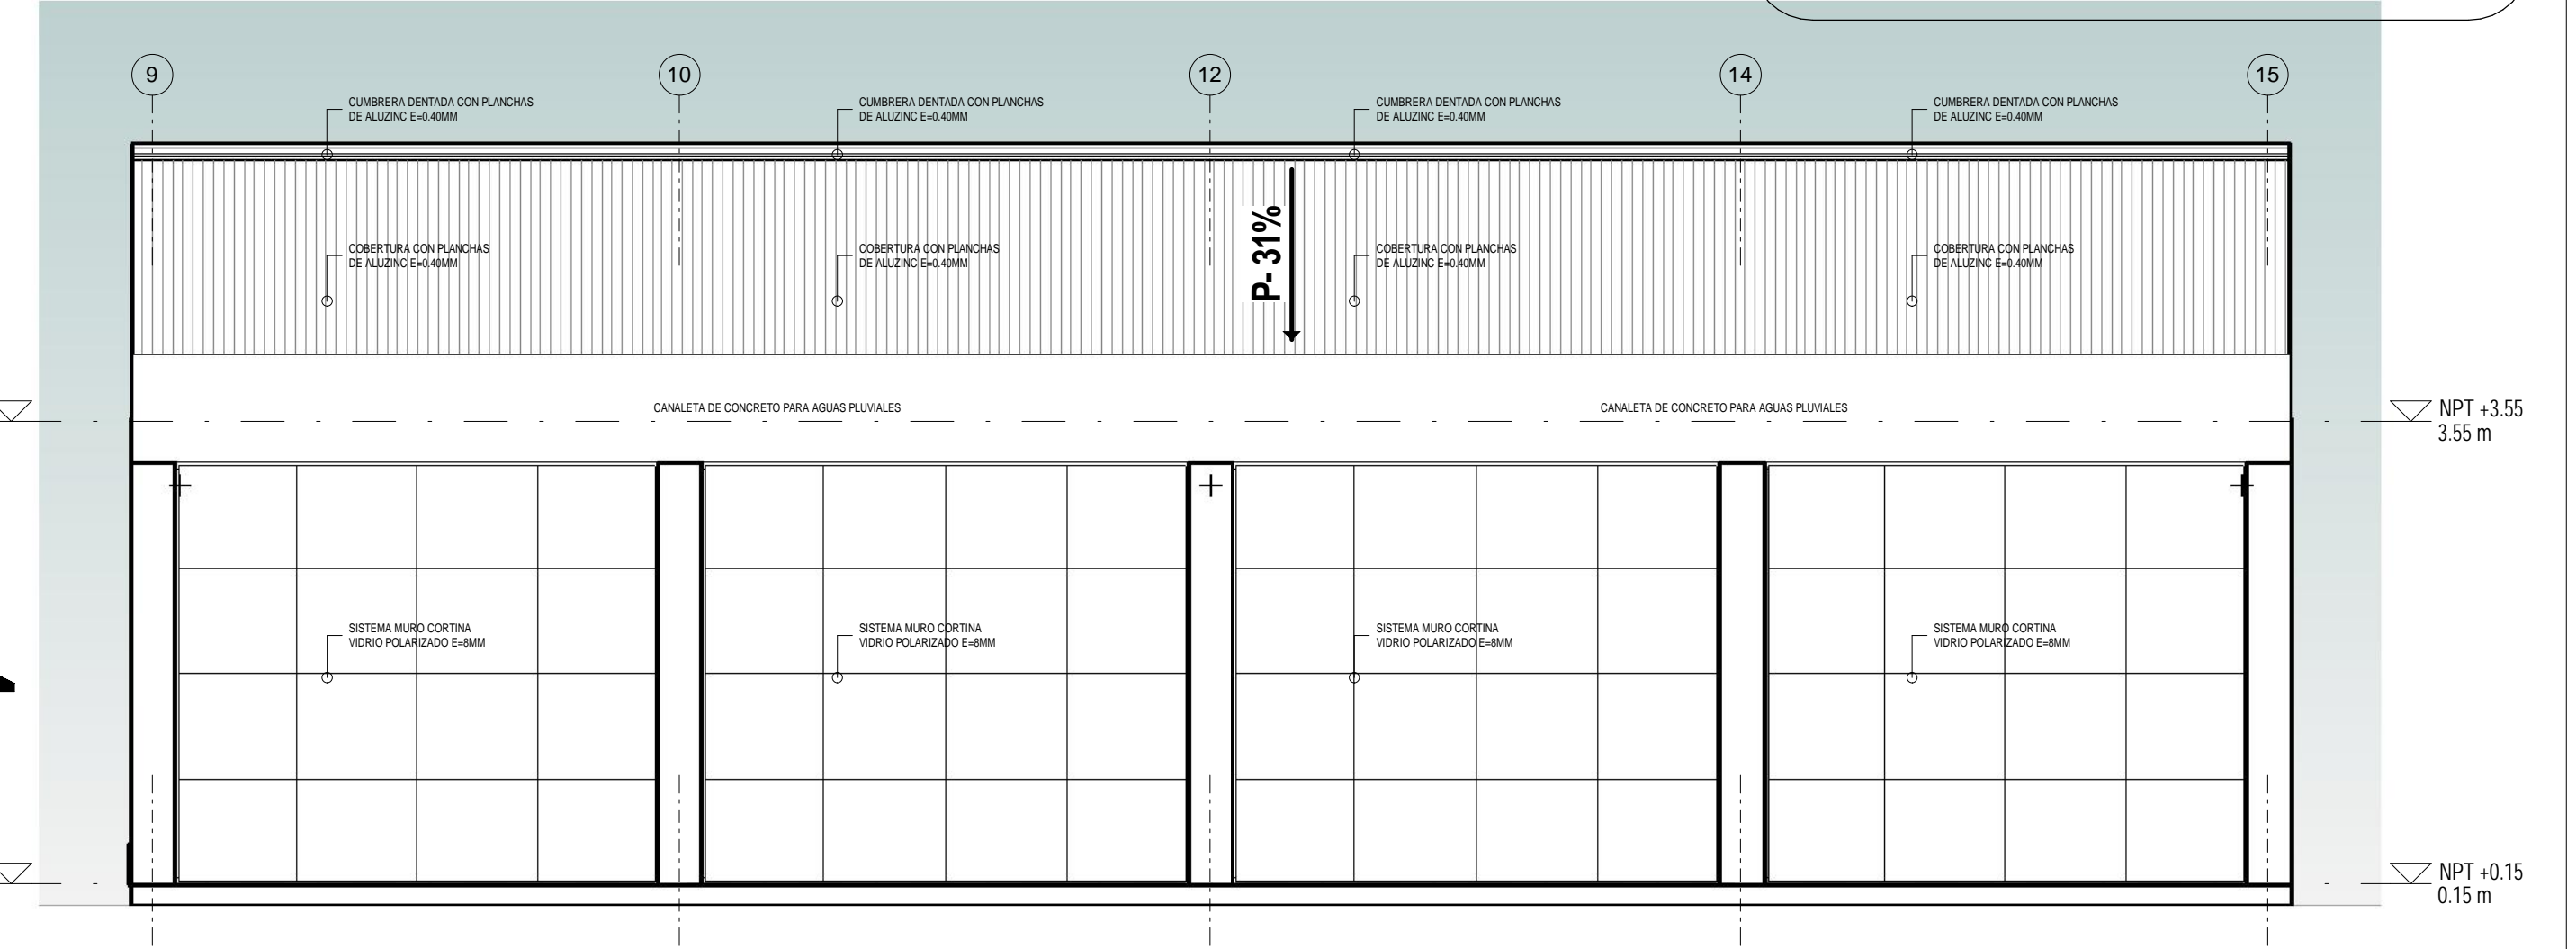 9
10
12
14
15
CUMBRERA DENTADA CON PLANCHAS
DE ALUZINC E=0.40MM
CUMBRERA DENTADA CON PLANCHAS
DE ALUZINC E=0.40MM
CUMBRERA DENTADA CON PLANCHAS
DE ALUZINC E=0.40MM
CUMBRERA DENTADA CON PLANCHAS
DE ALUZINC E=0.40MM
COBERTURA CON PLANCHAS
DE ALUZINC E=0.40MM
COBERTURA CON PLANCHAS
DE ALUZINC E=0.40MM
P- 31%
COBERTURA CON PLANCHAS
DE ALUZINC E=0.40MM
COBERTURA CON PLANCHAS
DE ALUZINC E=0.40MM
CANALETA DE CONCRETO PARA AGUAS PLUVIALES
CANALETA DE CONCRETO PARA AGUAS PLUVIALES
NPT +3.55
3.55 m
SISTEMA MURO CORTINA
VIDRIO POLARIZADO E=8MM
SISTEMA MURO CORTINA
VIDRIO POLARIZADO E=8MM
SISTEMA MURO CORTINA
VIDRIO POLARIZADO E=8MM
SISTEMA MURO CORTINA
VIDRIO POLARIZADO E=8MM
NPT +0.15
0.15 m